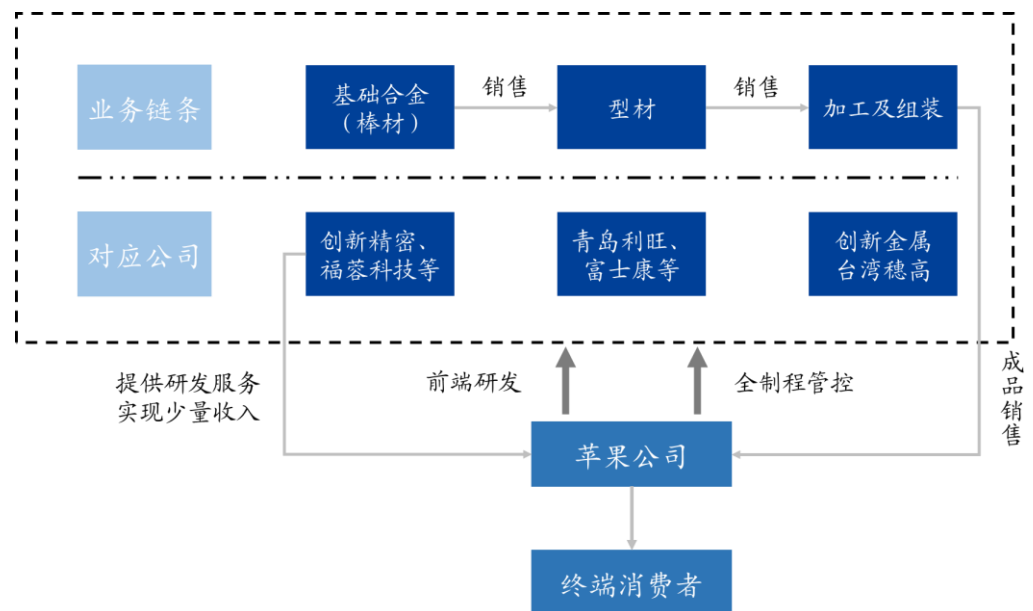 业务链条
基础合金
（棒材）
销售
型材
销售
加工及组装
对应公司
创新精密、
福蓉科技等
青岛利旺、
富士康等
创新金属
台湾穗高
提供研发服务
实现少量收入
前端研发
全制程管控
成品销售
苹果公司
终端消费者